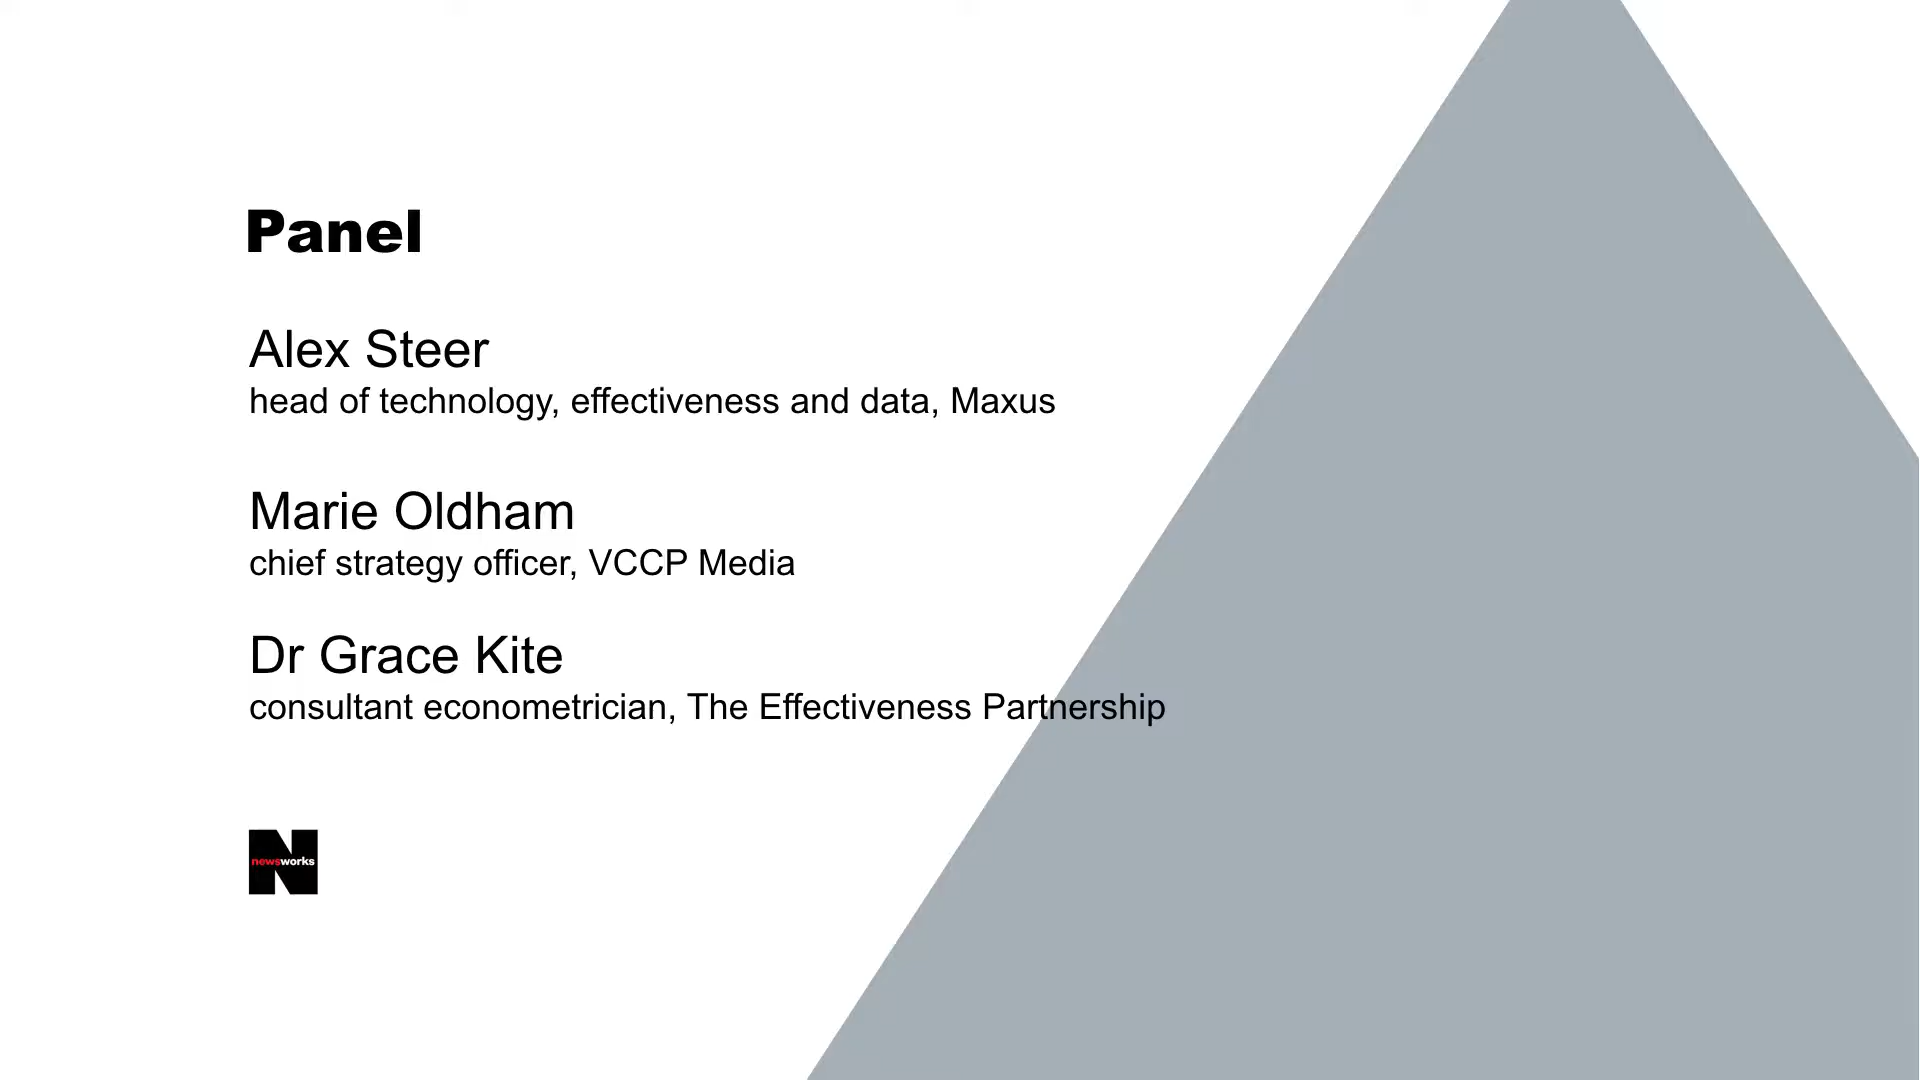 Panel
Alex Steer
head of technology, effectiveness and data, Maxus
Marie Oldham
chief strategy officer, VCCP Media
Dr Grace Kite
consultant econometrician, The Effectiveness Partnership
newsworks